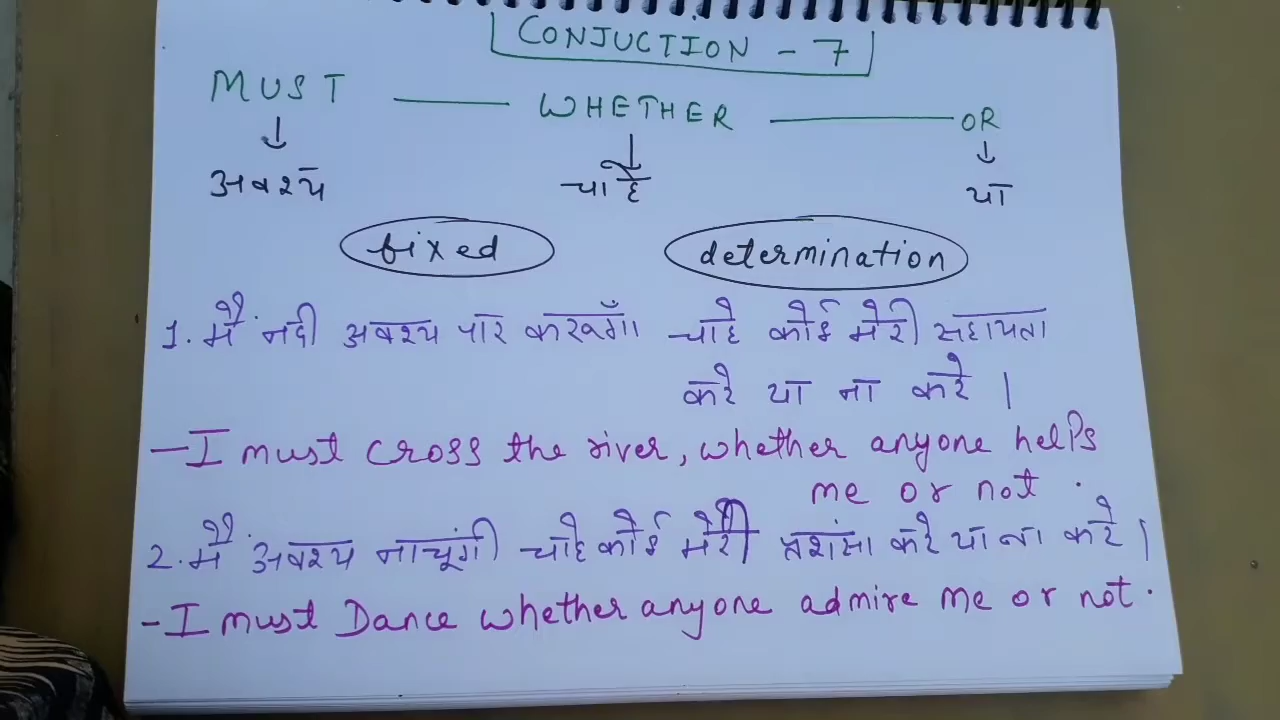 CONJUCTION - 7
MUST — WHETHER — OR
अवश्य चाहे या
fixed determination
1. मैं नदी अवश्य पार करूगाँ। चाहे कोई मेरी सहायता
करे या ना करे।
- I must cross the river, whether anyone helps
me or not.
2. मैं अवश्य नाचूंगी चाहे कोई मेरी प्रशंसा करे या ना करे।
- I must Dance whether anyone admire me or not.